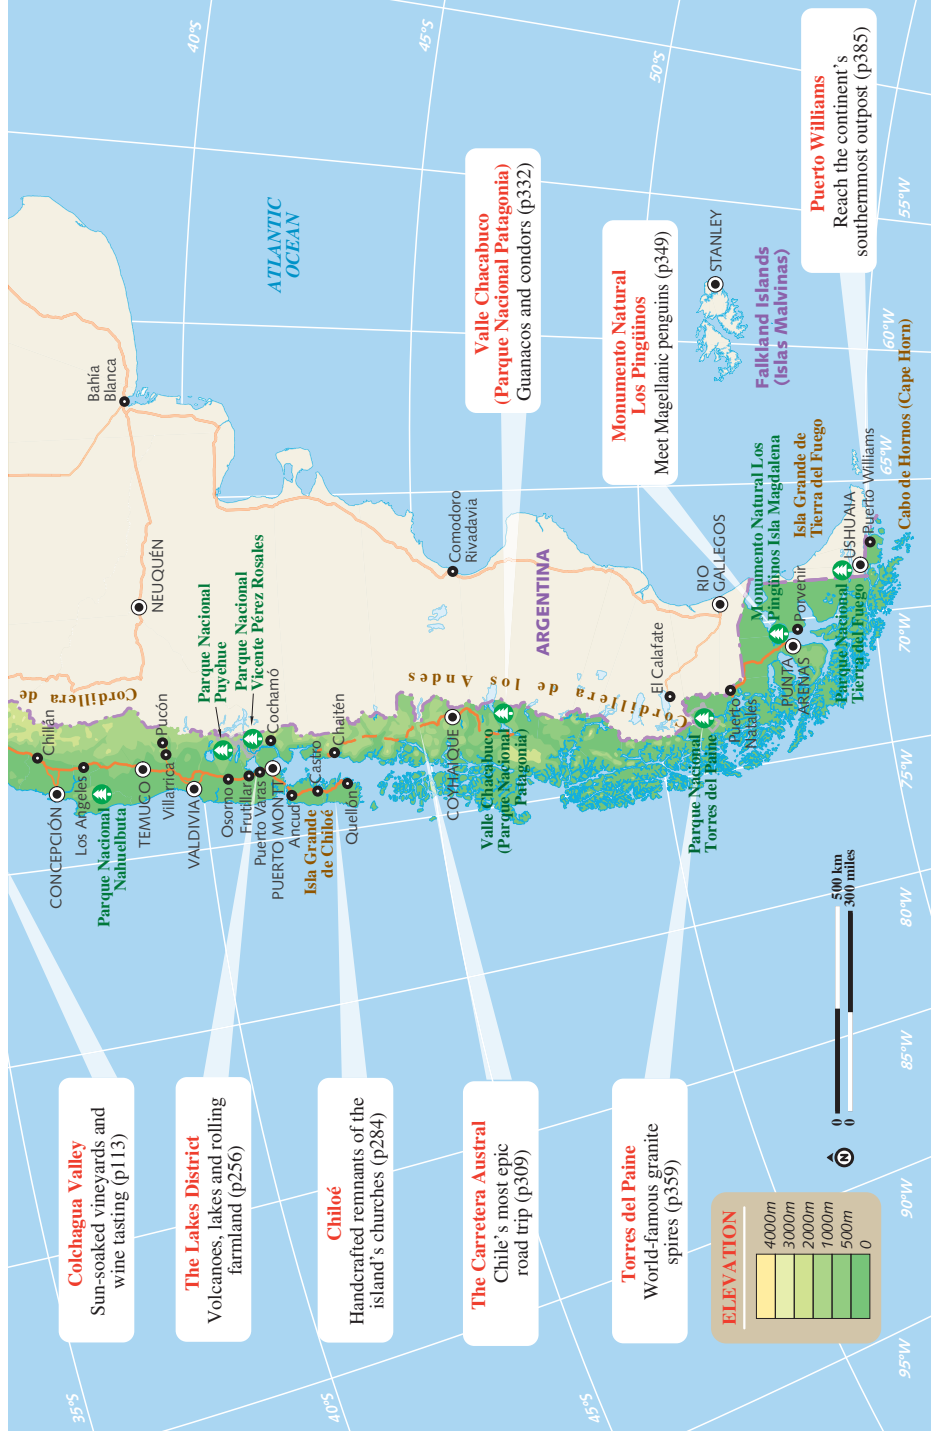 Colchagua Valley
Sun-soaked vineyards and
wine tasting (p113)
The Lakes District
Volcanoes, lakes and rolling
farmland (p256)
Chiloé
Handcrafted remnants of the
island's churches (p284)
The Carretera Austral
Chile's most epic
road trip (p309)
Torres del Paine
World-famous granite
spires (p359)
Valle Chacabuco
(Parque Nacional Patagonia)
Guanacos and condors (p332)
Monumento Natural
Los Pingüinos
Meet Magellanic penguins (p349)
Puerto Williams
Reach the continent's
southernmost outpost (p385)
ELEVATION
4000m
3000m
2000m
1000m
500m
0
N
0
500 km
0
300 miles
35°S
40°S
45°S
40°S
45°S
50°S
95°W
90°W
85°W
80°W
75°W
70°W
65°W
60°W
55°W
ATLANTIC
OCEAN
ARGENTINA
Falkland Islands
(Islas Malvinas)
STANLEY
Bahía
Blanca
NEUQUÉN
Comodoro
Rivadavia
RIO
GALLEGOS
El Calafate
Cordillera de
Cordillera de los Andes
Chillán
CONCEPCIÓN
Los Angeles
Parque Nacional
Nahuelbuta
TEMUCO
Villarrica
Pucón
VALDIVIA
Osorno
Frutillar
Puerto Varas
PUERTO MONTT
Parque Nacional
Puyehue
Parque Nacional
Vicente Pérez Rosales
Cochamó
Ancud
Castro
Isla Grande
de Chiloé
Quellón
Chaitén
COYHAIQUE
Valle Chacabuco
(Parque Nacional
Patagonia)
Parque Nacional
Torres del Paine
Puerto
Natales
PUNTA
ARENAS
Porvenir
Monumento Natural Los
Pingüinos Isla Magdalena
Isla Grande de
Tierra del Fuego
Parque Nacional
Tierra del Fuego
USHUAIA
Puerto Williams
Cabo de Hornos (Cape Horn)